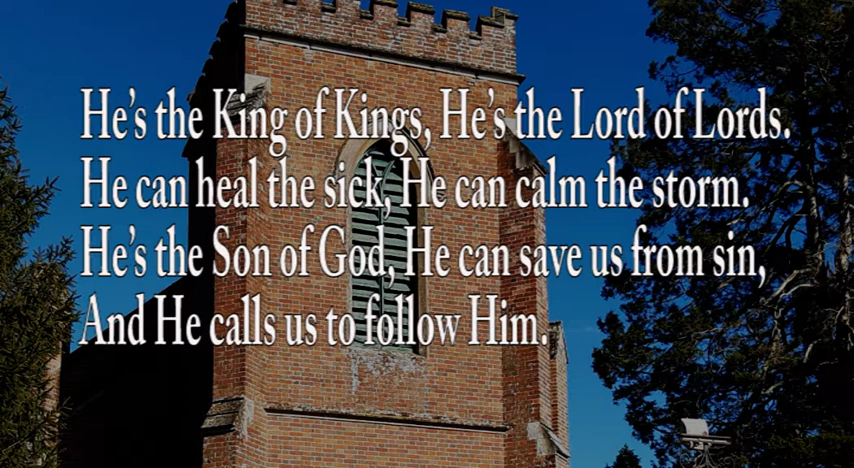 He's the King of Kings, He's the Lord of Lords.
He can heal the sick, He can calm the storm.
He's the Son of God, He can save us from sin,
And He calls us to follow Him.